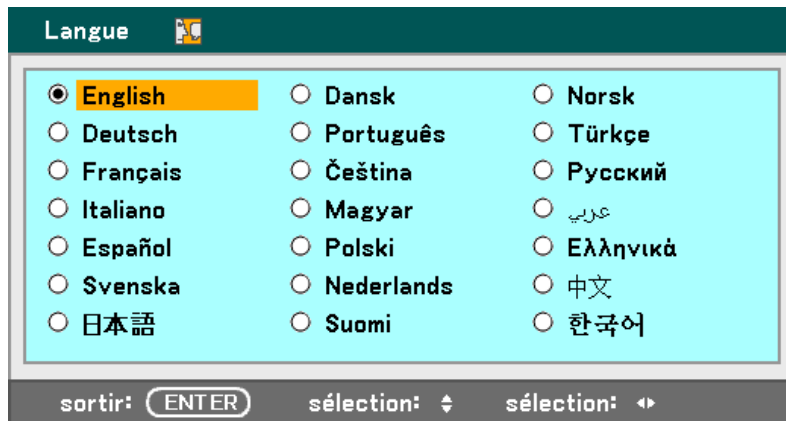 Langue
English Dansk Norsk
Deutsch Português Türkçe
Français Čeština Русский
Italiano Magyar عربي
Español Polski Ελληνικά
Svenska Nederlands 中文
日本語 Suomi 한국어
sortir: ENTER sélection: sélection: